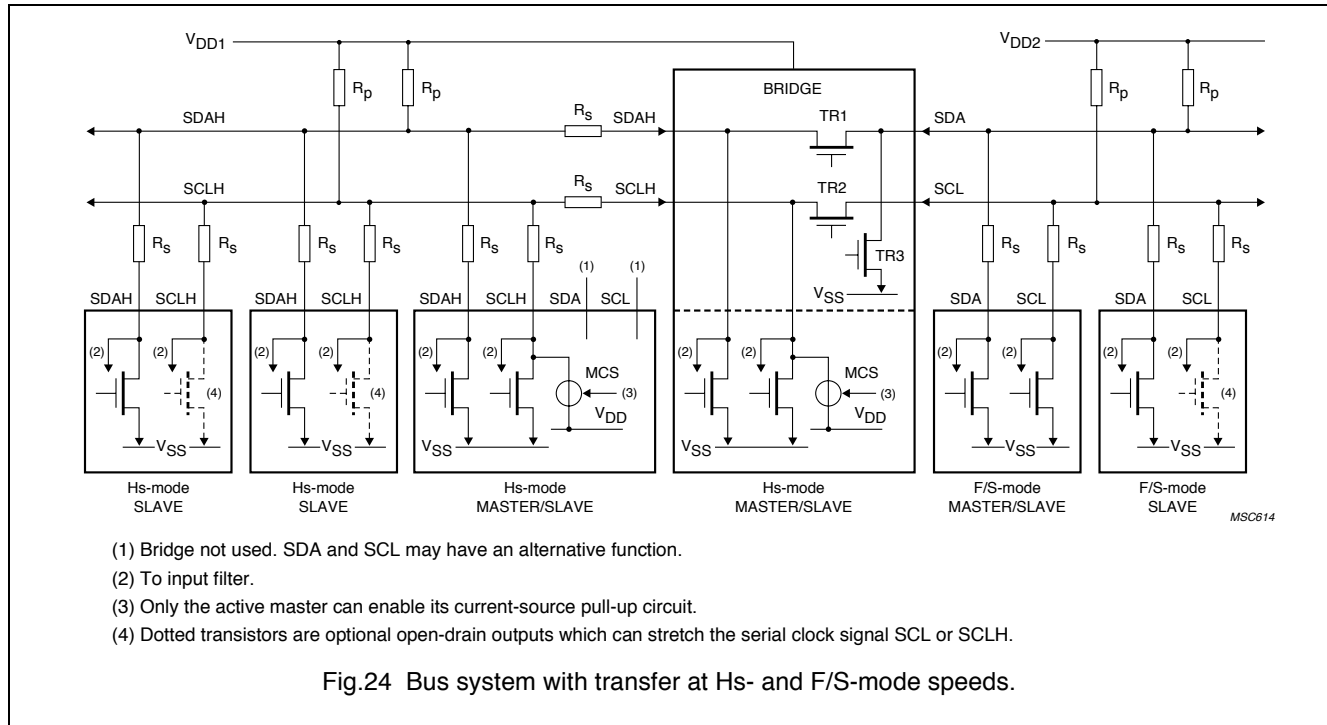 VDD1
VDD2
BRIDGE
Rp Rp Rp Rp
SDAH Rs SDAH TR1 SDA
SCLH Rs SCLH TR2 SCL
Rs Rs Rs Rs Rs Rs TR3 Rs Rs Rs Rs
(1) (1)
VSS
SDAH SCLH SDAH SCLH SDAH SCLH SDA SCL SDA SCL SDA SCL
(2) (2) (2) (2) (2) (2) (2) (2) (2) (2) (2) (2)
MCS MCS
(4) (4) (3) (3) (4)
VDD VDD
VSS VSS VSS VSS VSS VSS
Hs-mode Hs-mode Hs-mode Hs-mode F/S-mode F/S-mode
SLAVE SLAVE MASTER/SLAVE MASTER/SLAVE MASTER/SLAVE SLAVE
MSC614
(1) Bridge not used. SDA and SCL may have an alternative function.
(2) To input filter.
(3) Only the active master can enable its current-source pull-up circuit.
(4) Dotted transistors are optional open-drain outputs which can stretch the serial clock signal SCL or SCLH.
Fig.24 Bus system with transfer at Hs- and F/S-mode speeds.